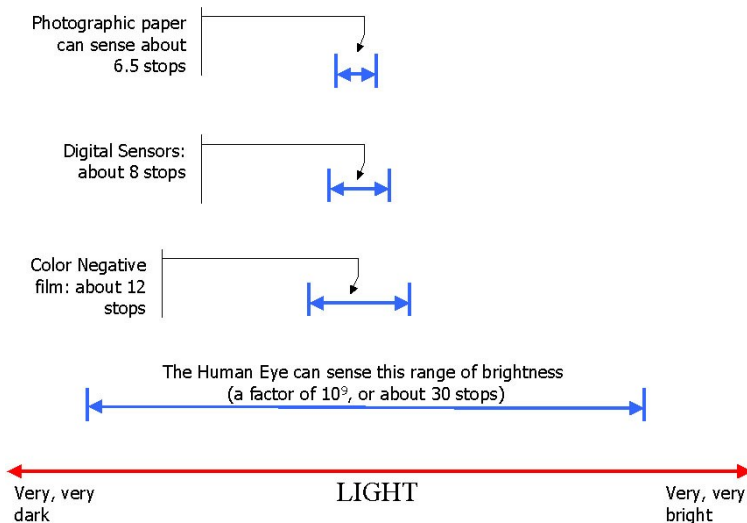 Photographic paper
can sense about
6.5 stops
Digital Sensors:
about 8 stops
Color Negative
film: about 12
stops
The Human Eye can sense this range of brightness
(a factor of 10⁹, or about 30 stops)
LIGHT
Very, very
dark
Very, very
bright